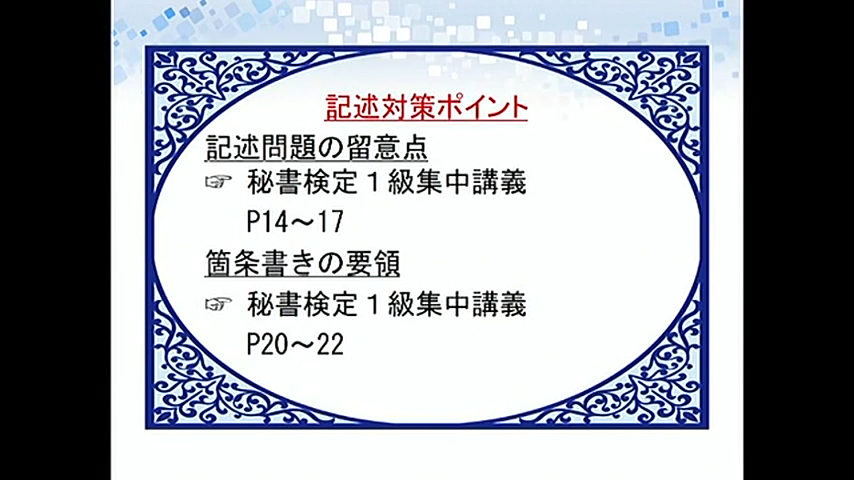 記述対策ポイント
記述問題の留意点
☞ 秘書検定１級集中講義
P14～17
箇条書きの要領
☞ 秘書検定１級集中講義
P20～22